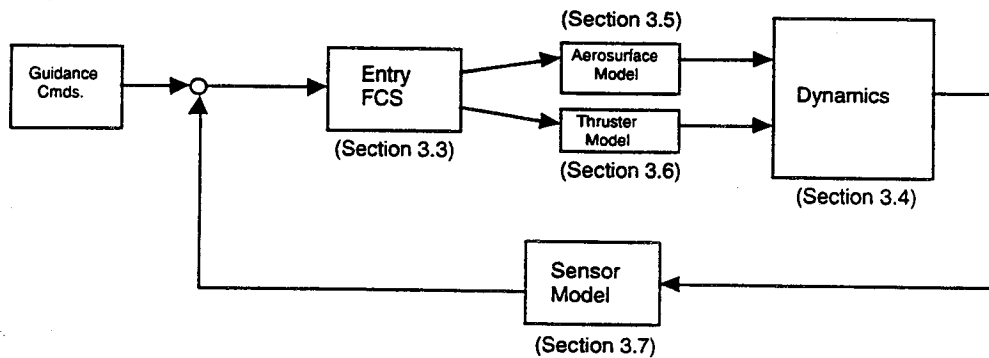 (Section 3.5)
Guidance
Cmds.
Entry
FCS
(Section 3.3)
Aerosurface
Model
Thruster
Model
(Section 3.6)
Dynamics
(Section 3.4)
Sensor
Model
(Section 3.7)